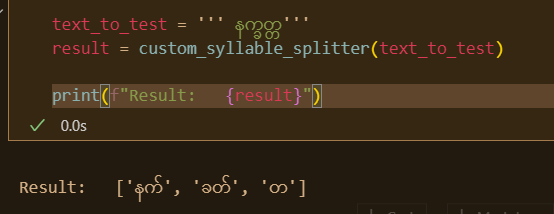 text_to_test = ''' နက္ခတ္တ'''
result = custom_syllable_splitter(text_to_test)
print(f"Result:   {result}")
0.0s
Result:   ['နက်', 'ခတ်', 'တ']